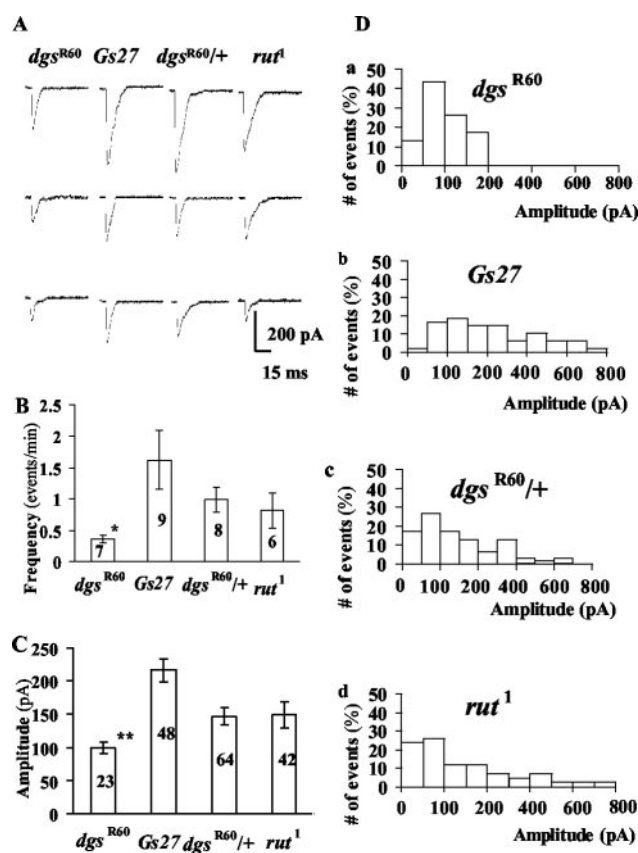 A
dgs R60 Gs27 dgs R60/+ rut1
200 pA
15 ms
B
Frequency (events/min)
2.5
2
1.5
1
0.5
0
7
*
9
8
6
dgs R60 Gs27 dgs R60/+ rut 1
C
Amplitude (pA)
250
200
150
100
50
0
23
**
48
64
42
dgs R60 Gs27 dgs R60/+ rut 1
D
a
dgs R60
# of events (%)
50
40
30
20
10
0 100 200 400 600 800
Amplitude (pA)
b
Gs27
# of events (%)
50
40
30
20
10
0
0 100 200 400 600 800
Amplitude (pA)
c
dgs R60/+
# of events (%)
50
40
30
20
10
0
0 100 200 400 600 800
Amplitude (pA)
d
rut 1
# of events (%)
50
40
30
20
10
0
0 100 200 400 600 800
Amplitude (pA)